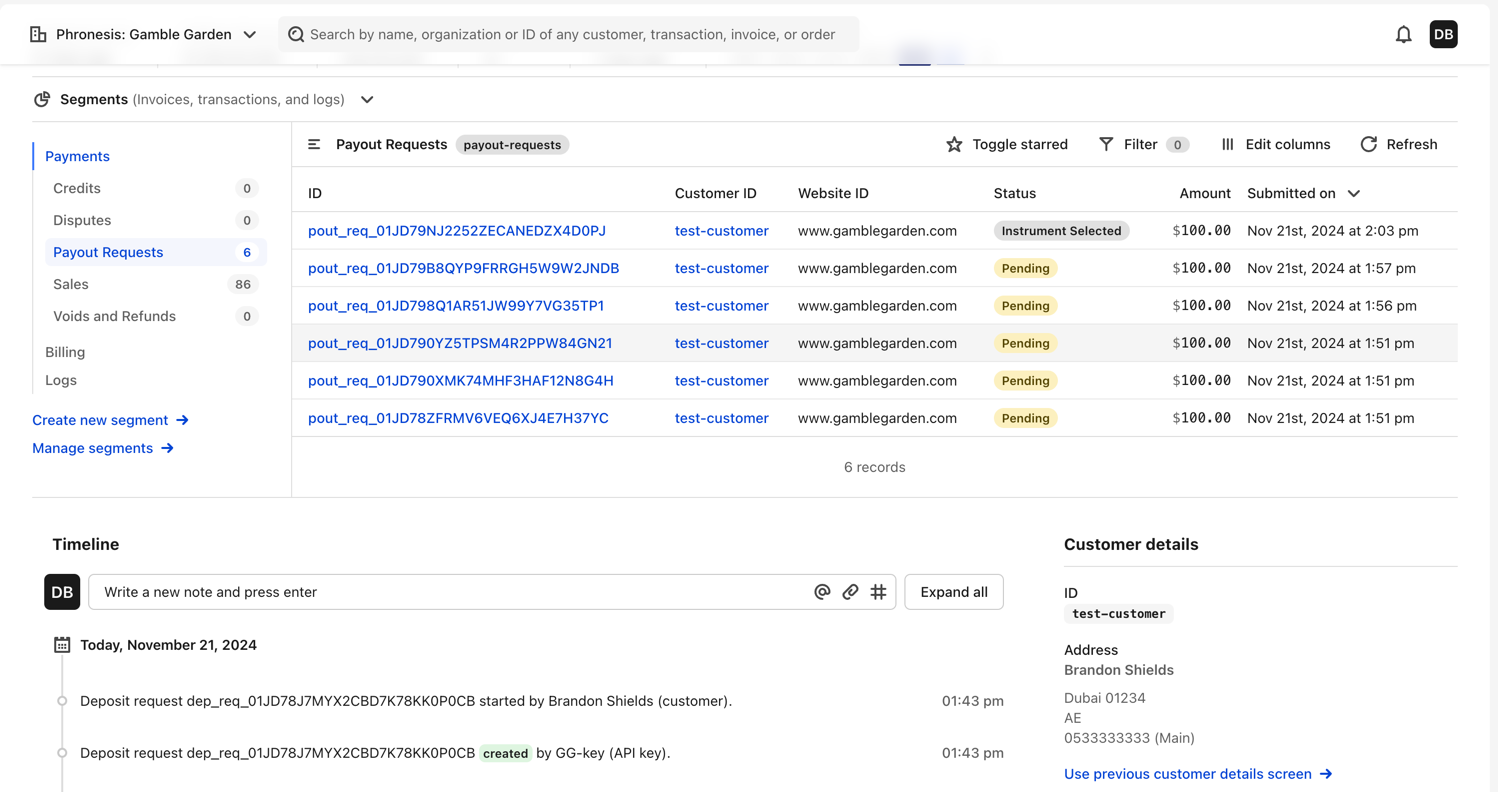 Phronesis: Gamble Garden
Search by name, organization or ID of any customer, transaction, invoice, or order
DB
Segments (Invoices, transactions, and logs)
Payments
Credits 0
Disputes 0
Payout Requests 6
Sales 86
Voids and Refunds 0
Billing
Logs
Create new segment →
Manage segments →
Payout Requests payout-requests Toggle starred Filter 0 Edit columns Refresh
ID Customer ID Website ID Status Amount Submitted on
pout_req_01JD79NJ2252ZECANEDZX4D0PJ test-customer www.gamblegarden.com Instrument Selected $100.00 Nov 21st, 2024 at 2:03 pm
pout_req_01JD79B8QYP9FRRGH5W9W2JNDB test-customer www.gamblegarden.com Pending $100.00 Nov 21st, 2024 at 1:57 pm
pout_req_01JD798Q1AR51JW99Y7VG35TP1 test-customer www.gamblegarden.com Pending $100.00 Nov 21st, 2024 at 1:56 pm
pout_req_01JD790YZ5TPSM4R2PPW84GN21 test-customer www.gamblegarden.com Pending $100.00 Nov 21st, 2024 at 1:51 pm
pout_req_01JD790XMK74MHF3HAF12N8G4H test-customer www.gamblegarden.com Pending $100.00 Nov 21st, 2024 at 1:51 pm
pout_req_01JD78ZFRMV6VEQ6XJ4E7H37YC test-customer www.gamblegarden.com Pending $100.00 Nov 21st, 2024 at 1:51 pm
6 records
Timeline
DB Write a new note and press enter @ # Expand all
Today, November 21, 2024
Deposit request dep_req_01JD78J7MYX2CBD7K78KK0P0CB started by Brandon Shields (customer). 01:43 pm
Deposit request dep_req_01JD78J7MYX2CBD7K78KK0P0CB created by GG-key (API key). 01:43 pm
Customer details
ID
test-customer
Address
Brandon Shields
Dubai 01234
AE
0533333333 (Main)
Use previous customer details screen →